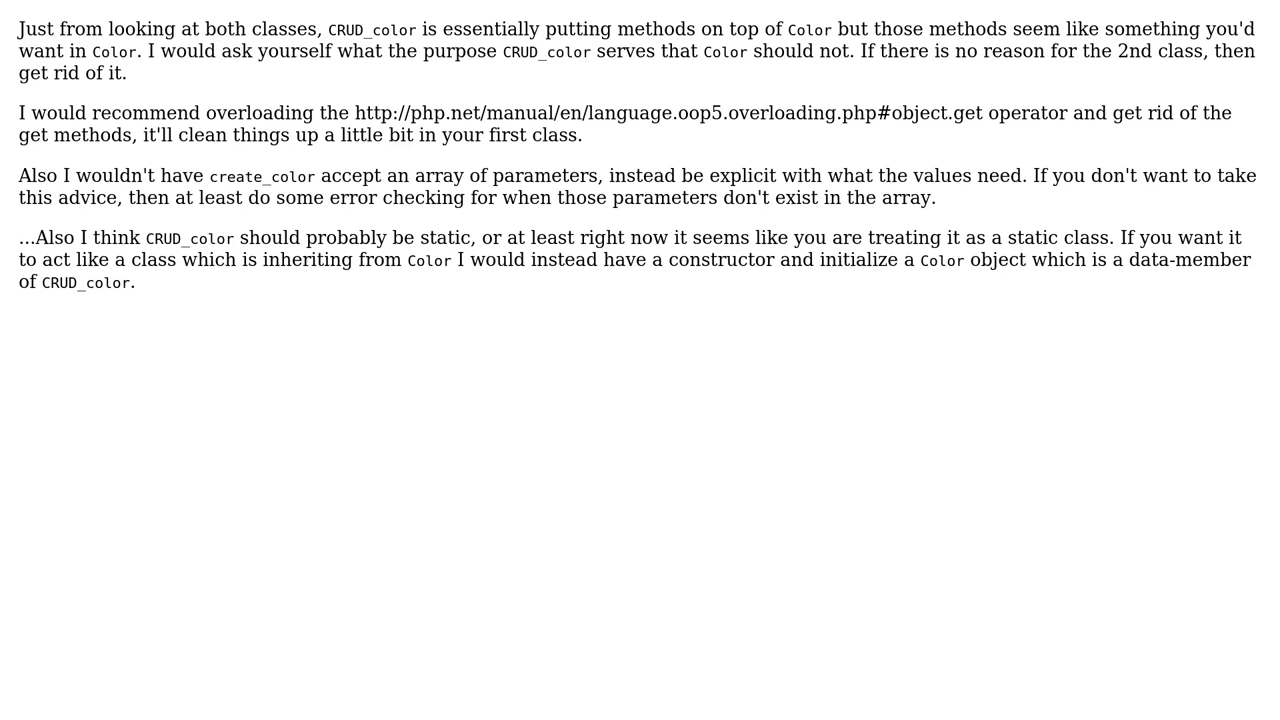 Just from looking at both classes, CRUD_color is essentially putting methods on top of Color but those methods seem like something you'd
want in Color. I would ask yourself what the purpose CRUD_color serves that Color should not. If there is no reason for the 2nd class, then
get rid of it.
I would recommend overloading the http://php.net/manual/en/language.oop5.overloading.php#object.get operator and get rid of the
get methods, it'll clean things up a little bit in your first class.
Also I wouldn't have create_color accept an array of parameters, instead be explicit with what the values need. If you don't want to take
this advice, then at least do some error checking for when those parameters don't exist in the array.
...Also I think CRUD_color should probably be static, or at least right now it seems like you are treating it as a static class. If you want it
to act like a class which is inheriting from Color I would instead have a constructor and initialize a Color object which is a data-member
of CRUD_color.